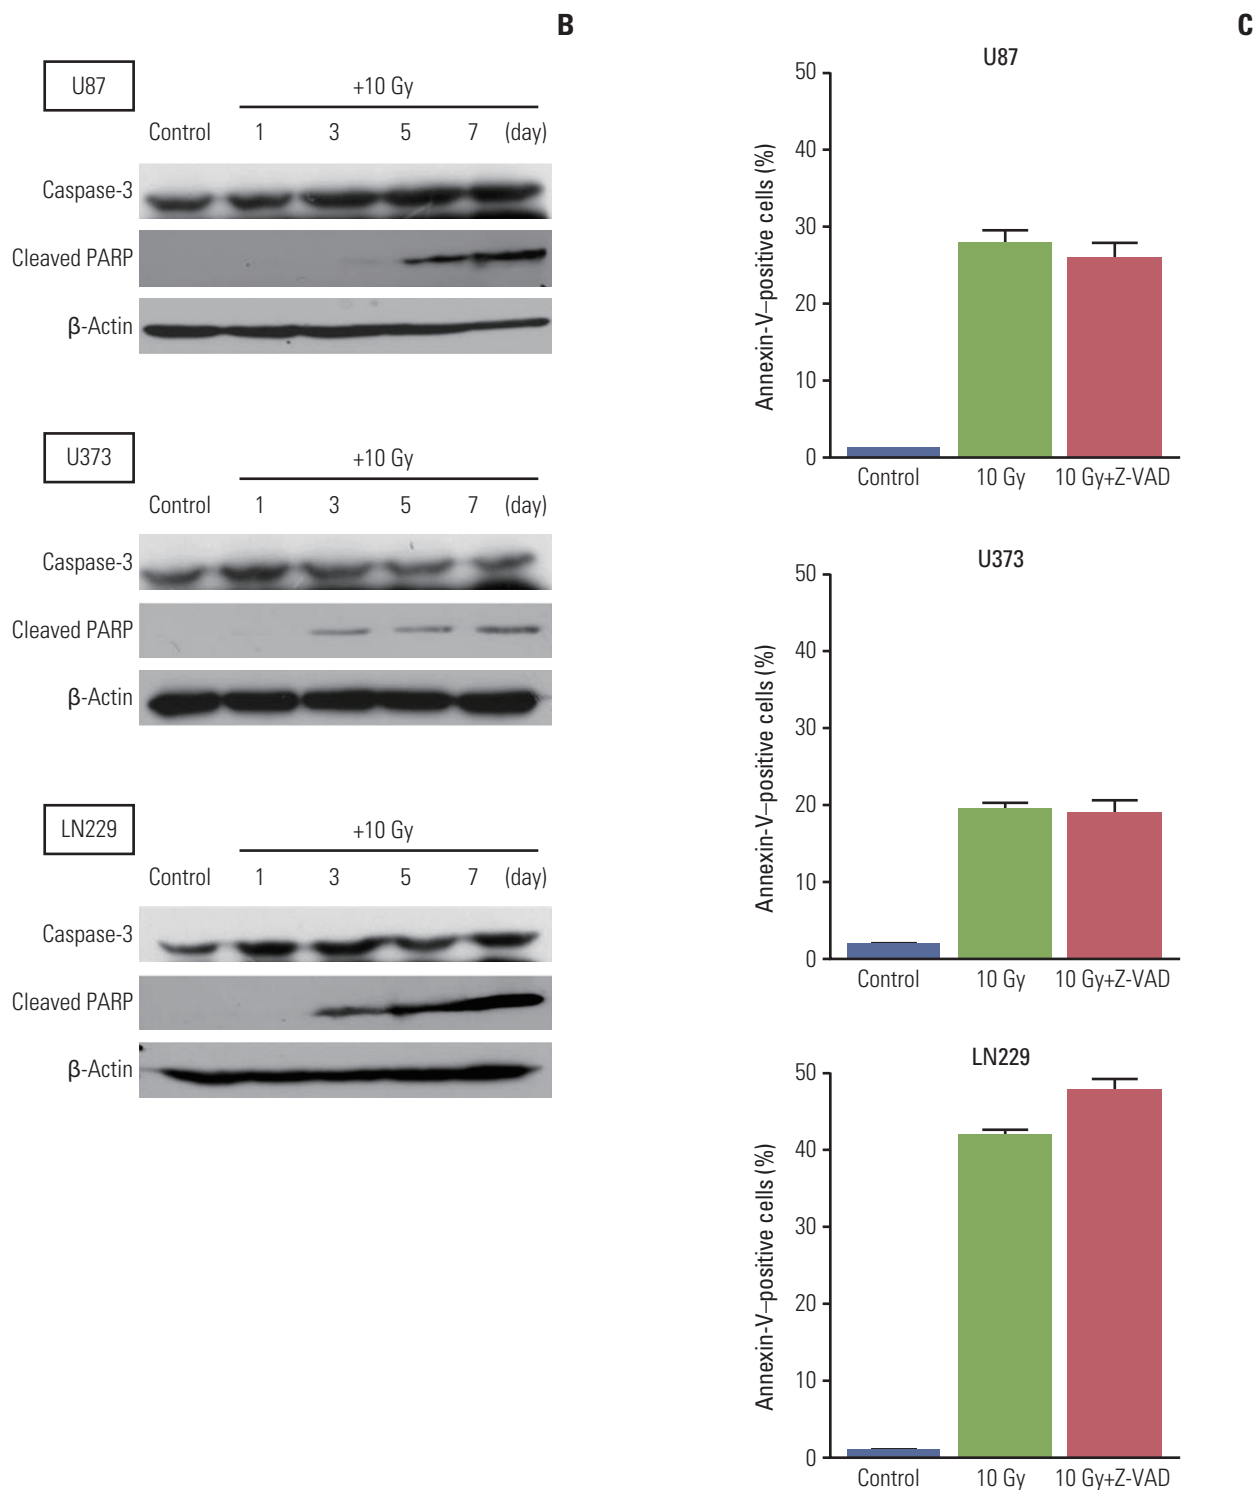 B
U87
+10 Gy
Control 1 3 5 7 (day)
Caspase-3
Cleaved PARP
β-Actin
U373
+10 Gy
Control 1 3 5 7 (day)
Caspase-3
Cleaved PARP
β-Actin
LN229
+10 Gy
Control 1 3 5 7 (day)
Caspase-3
Cleaved PARP
β-Actin
C
U87
Annexin-V–positive cells (%)
50
40
30
20
10
0
Control 10 Gy 10 Gy+Z-VAD
U373
Annexin-V–positive cells (%)
50
40
30
20
10
0
Control 10 Gy 10 Gy+Z-VAD
LN229
Annexin-V–positive cells (%)
50
40
30
20
10
0
Control 10 Gy 10 Gy+Z-VAD